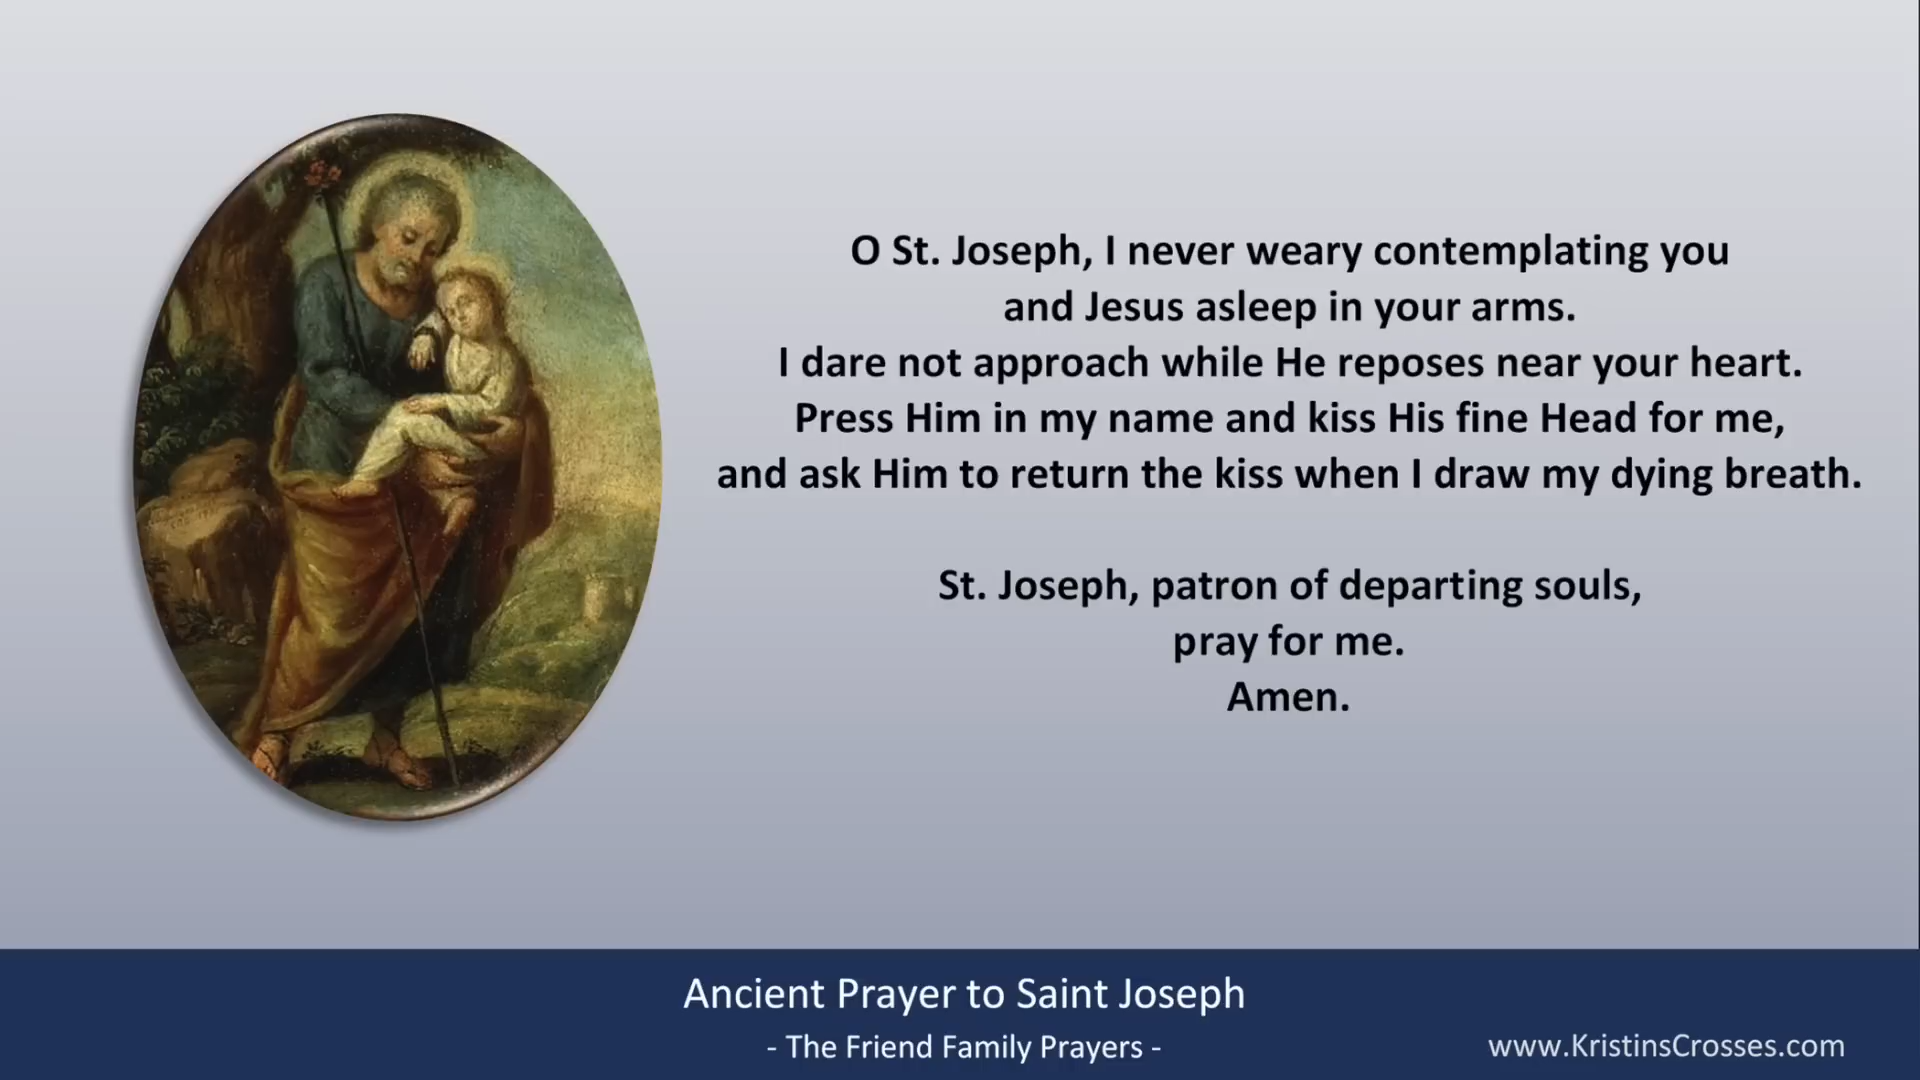 O St. Joseph, I never weary contemplating you
and Jesus asleep in your arms.
I dare not approach while He reposes near your heart.
Press Him in my name and kiss His fine Head for me,
and ask Him to return the kiss when I draw my dying breath.
St. Joseph, patron of departing souls,
pray for me.
Amen.
Ancient Prayer to Saint Joseph
- The Friend Family Prayers -
www.KristinsCrosses.com